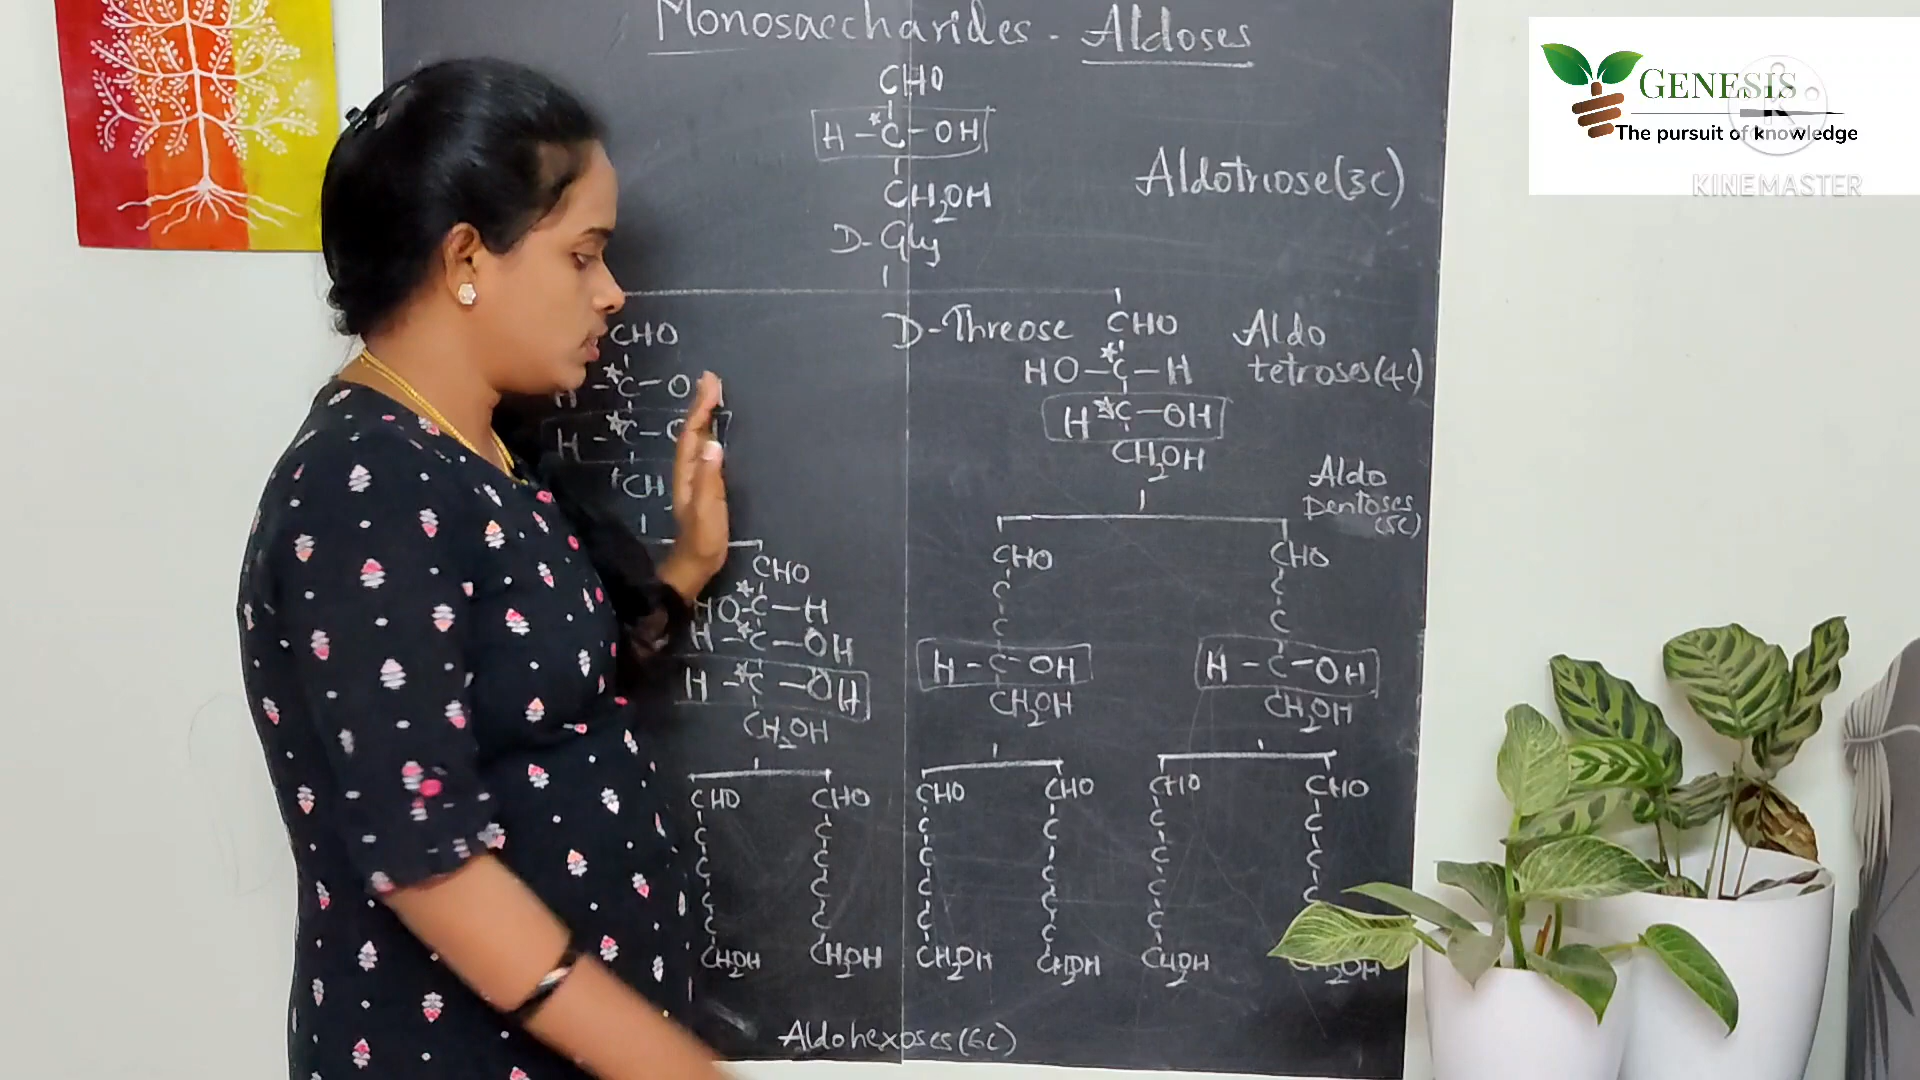 Monosaccharides - Aldoses
CHO
H - *C - OH
CH2OH
D-Gly
Aldotriose(3C)
GENESIS
The pursuit of knowledge
KINEMASTER
CHO
*C - O
H - *C -
CH
D-Threose
CHO
HO - *C - H
H *C - OH
CH2OH
Aldo
tetroses(4C)
Aldo
Pentoses
(5C)
CHO
HO - *C - H
H - *C - OH
H - *C - OH
CH2OH
CHO
C
C
H - C - OH
CH2OH
CHO
C
C
H - C - OH
CH2OH
CHO
C
C
C
C
CH2OH
CHO
C
C
C
C
CH2OH
CHO
C
C
C
C
CH2OH
CHO
C
C
C
C
CH2OH
CHO
C
C
C
C
CH2OH
CHO
C
C
C
CH2OH
Aldohexoses(6C)